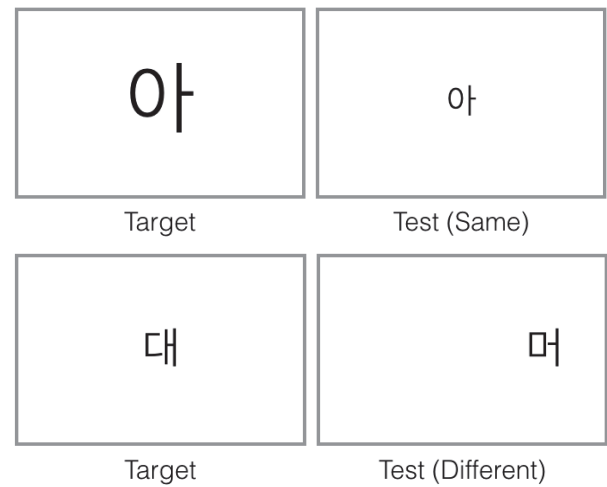 아 아
Target Test (Same)
대 머
Target Test (Different)